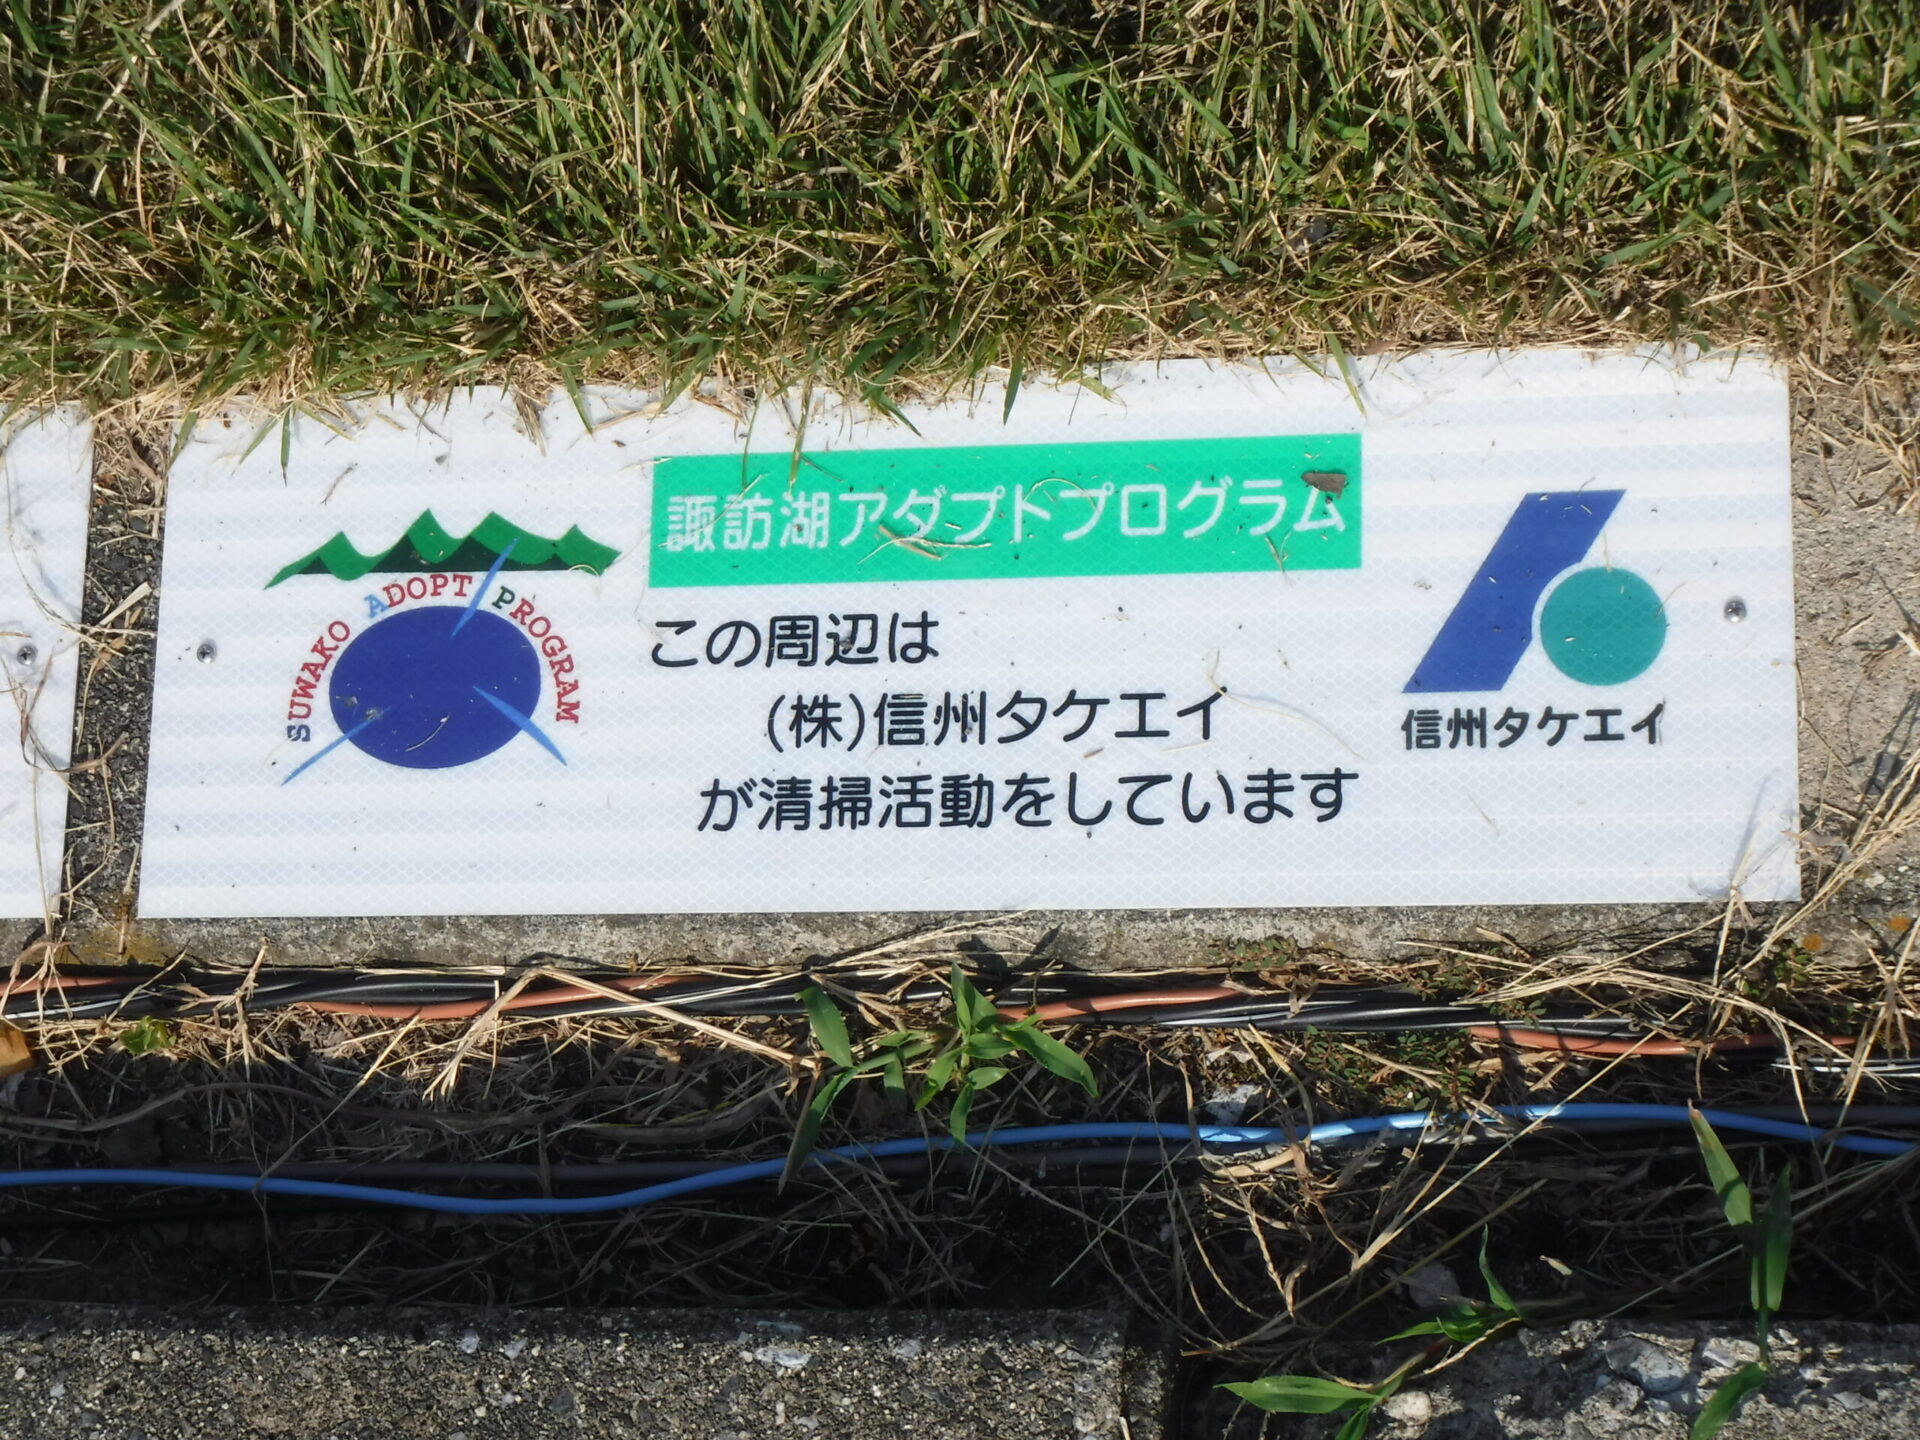 SUWAKO ADOPT PROGRAM
諏訪湖アダプトプログラム
この周辺は
(株)信州タケエイ
が清掃活動をしています
信州タケエイ